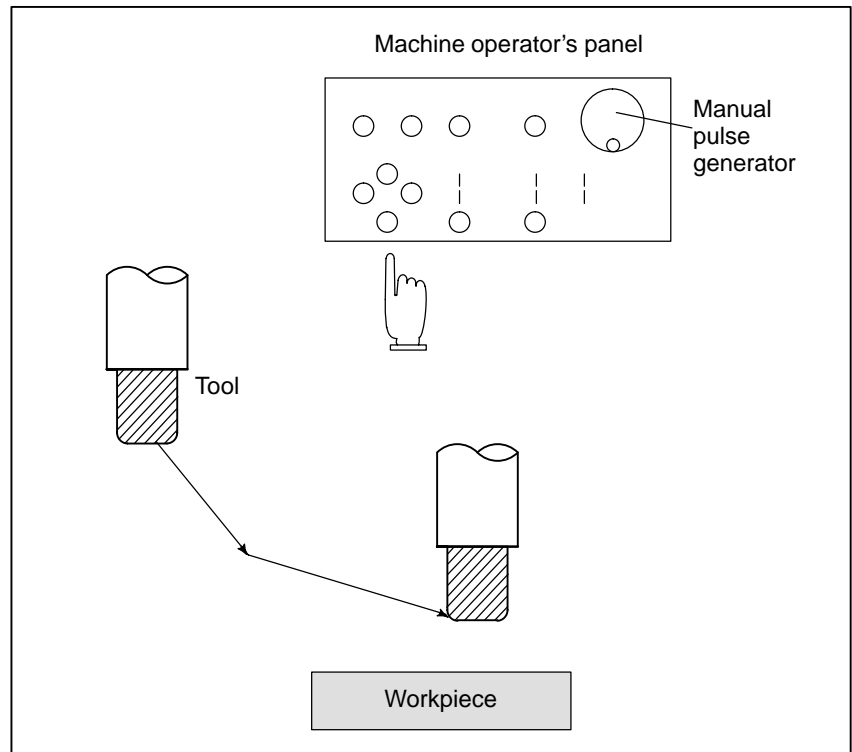 Machine operator’s panel
Manual
pulse
generator
Tool
Workpiece